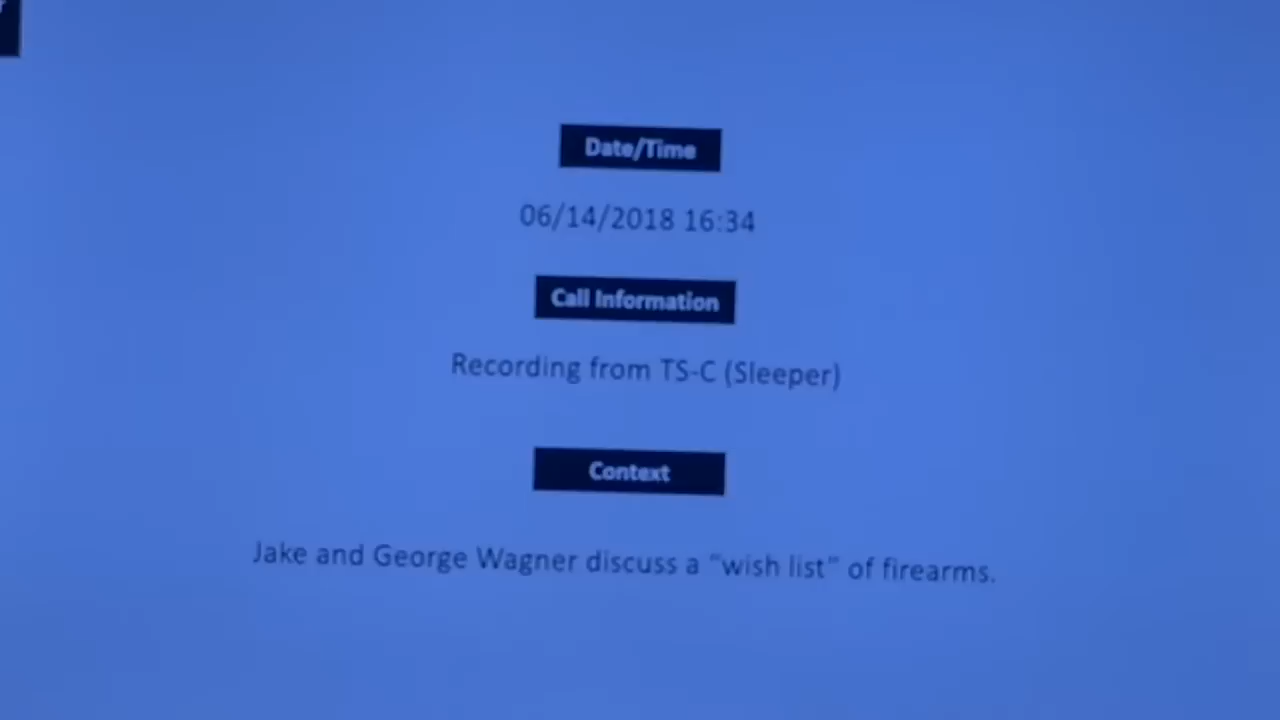 Date/Time
06/14/2018 16:34
Call Information
Recording from TS-C (Sleeper)
Context
Jake and George Wagner discuss a "wish list" of firearms.